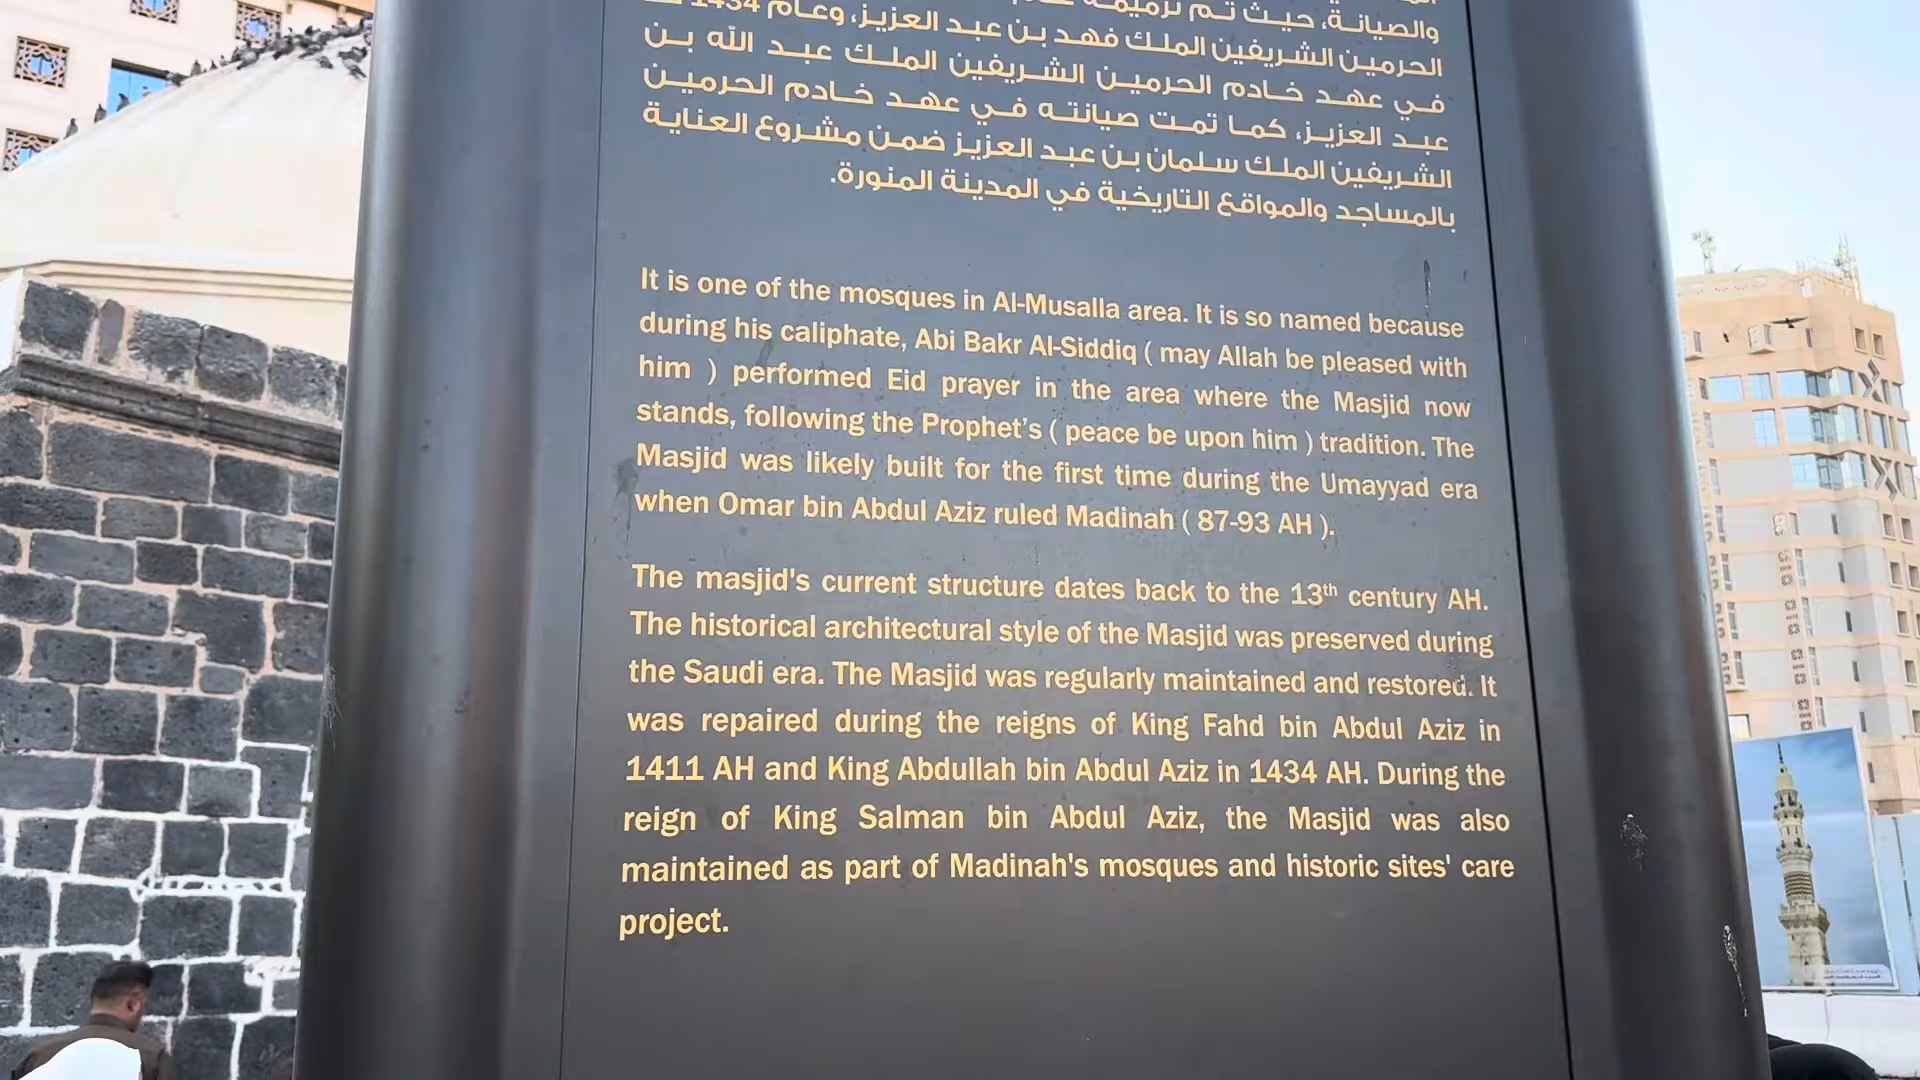 والصيانة، حيث تم ترميمه
الحرمين الشريفين الملك فهد بن عبد العزيز، وعام 1434
في عهد خادم الحرمين الشريفين الملك عبد الله بن
عبد العزيز، كما تمت صيانته في عهد خادم الحرمين
الشريفين الملك سلمان بن عبد العزيز ضمن مشروع العناية
بالمساجد والمواقع التاريخية في المدينة المنورة.
It is one of the mosques in Al-Musalla area. It is so named because
during his caliphate, Abi Bakr Al-Siddiq ( may Allah be pleased with
him ) performed Eid prayer in the area where the Masjid now
stands, following the Prophet's ( peace be upon him ) tradition. The
Masjid was likely built for the first time during the Umayyad era
when Omar bin Abdul Aziz ruled Madinah ( 87-93 AH ).
The masjid's current structure dates back to the 13th century AH.
The historical architectural style of the Masjid was preserved during
the Saudi era. The Masjid was regularly maintained and restored. It
was repaired during the reigns of King Fahd bin Abdul Aziz in
1411 AH and King Abdullah bin Abdul Aziz in 1434 AH. During the
reign of King Salman bin Abdul Aziz, the Masjid was also
maintained as part of Madinah's mosques and historic sites' care
project.